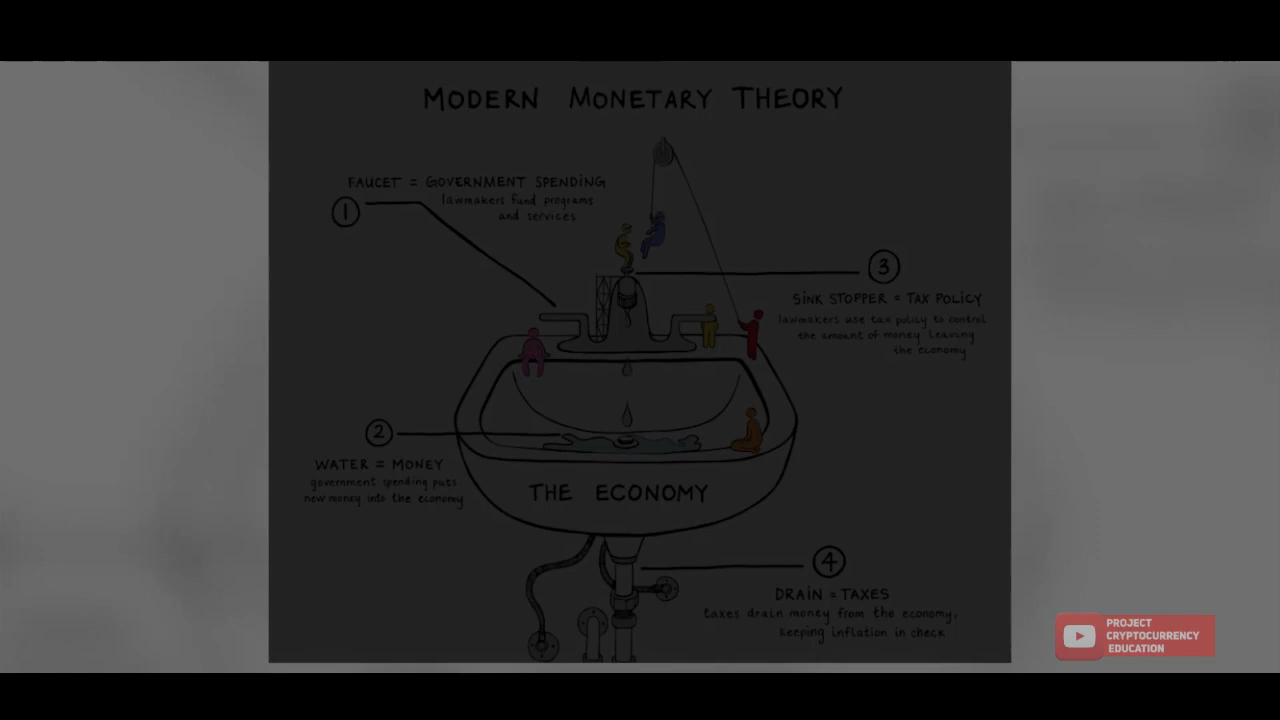 MODERN MONETARY THEORY
FAUCET = GOVERNMENT SPENDING
lawmakers fund programs
and services
1
3
SINK STOPPER = TAX POLICY
lawmakers use tax policy to control
the amount of money leaving
the economy
2
WATER = MONEY
government spending puts
new money into the economy
THE ECONOMY
4
DRAIN = TAXES
taxes drain money from the economy,
keeping inflation in check
PROJECT
CRYPTOCURRENCY
EDUCATION